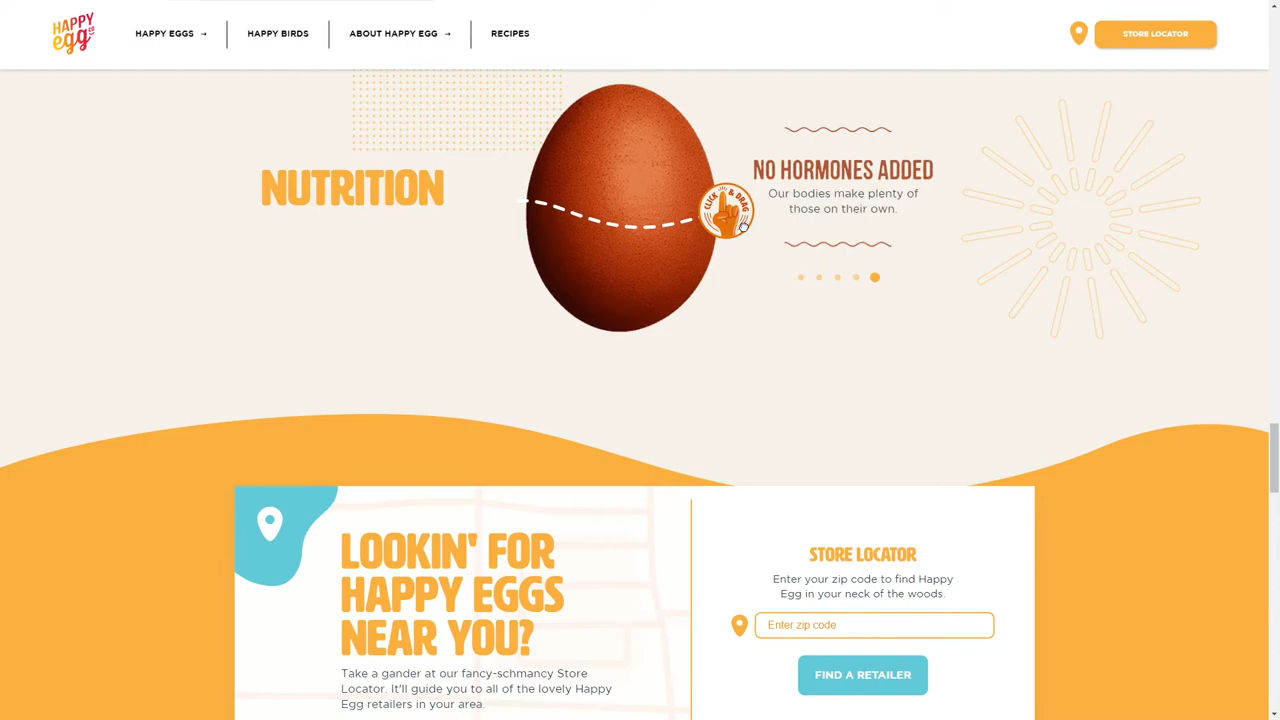 HAPPY
egg
CO
HAPPY EGGS →
HAPPY BIRDS
ABOUT HAPPY EGG →
RECIPES
STORE LOCATOR
NUTRITION
CLICK & DRAG
NO HORMONES ADDED
Our bodies make plenty of
those on their own.
LOOKIN' FOR
HAPPY EGGS
NEAR YOU?
Take a gander at our fancy-schmancy Store
Locator. It'll guide you to all of the lovely Happy
Egg retailers in your area.
STORE LOCATOR
Enter your zip code to find Happy
Egg in your neck of the woods.
Enter zip code
FIND A RETAILER